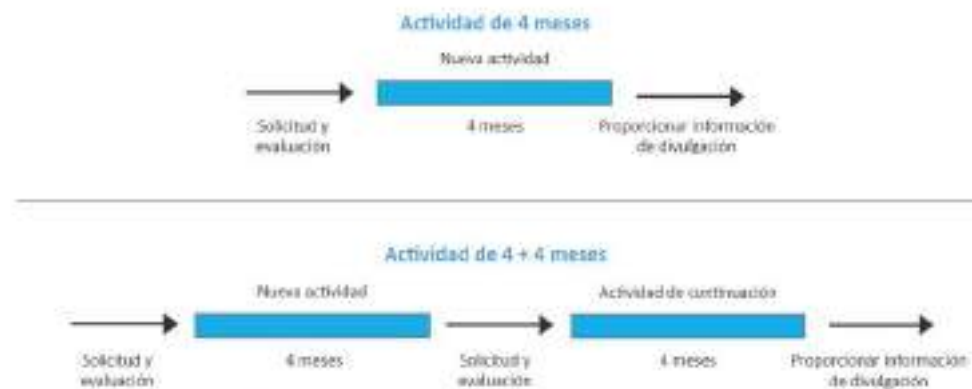 Actividad de 4 meses
Nueva actividad
Solicitud y
evaluación
4 meses
Proporcionar información
de divulgación
Actividad de 4 + 4 meses
Nueva actividad
Actividad de continuación
Solicitud y
evaluación
4 meses
Solicitud y
evaluación
4 meses
Proporcionar información
de divulgación